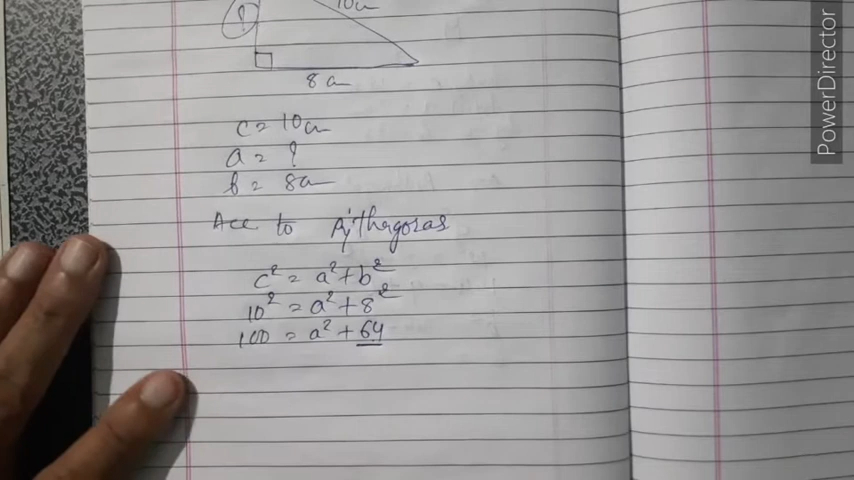 ?
10cm
8cm
c = 10cm
a = ?
b = 8cm
Acc to Pythagoras
c² = a² + b²
10² = a² + 8²
100 = a² + 64
PowerDirector